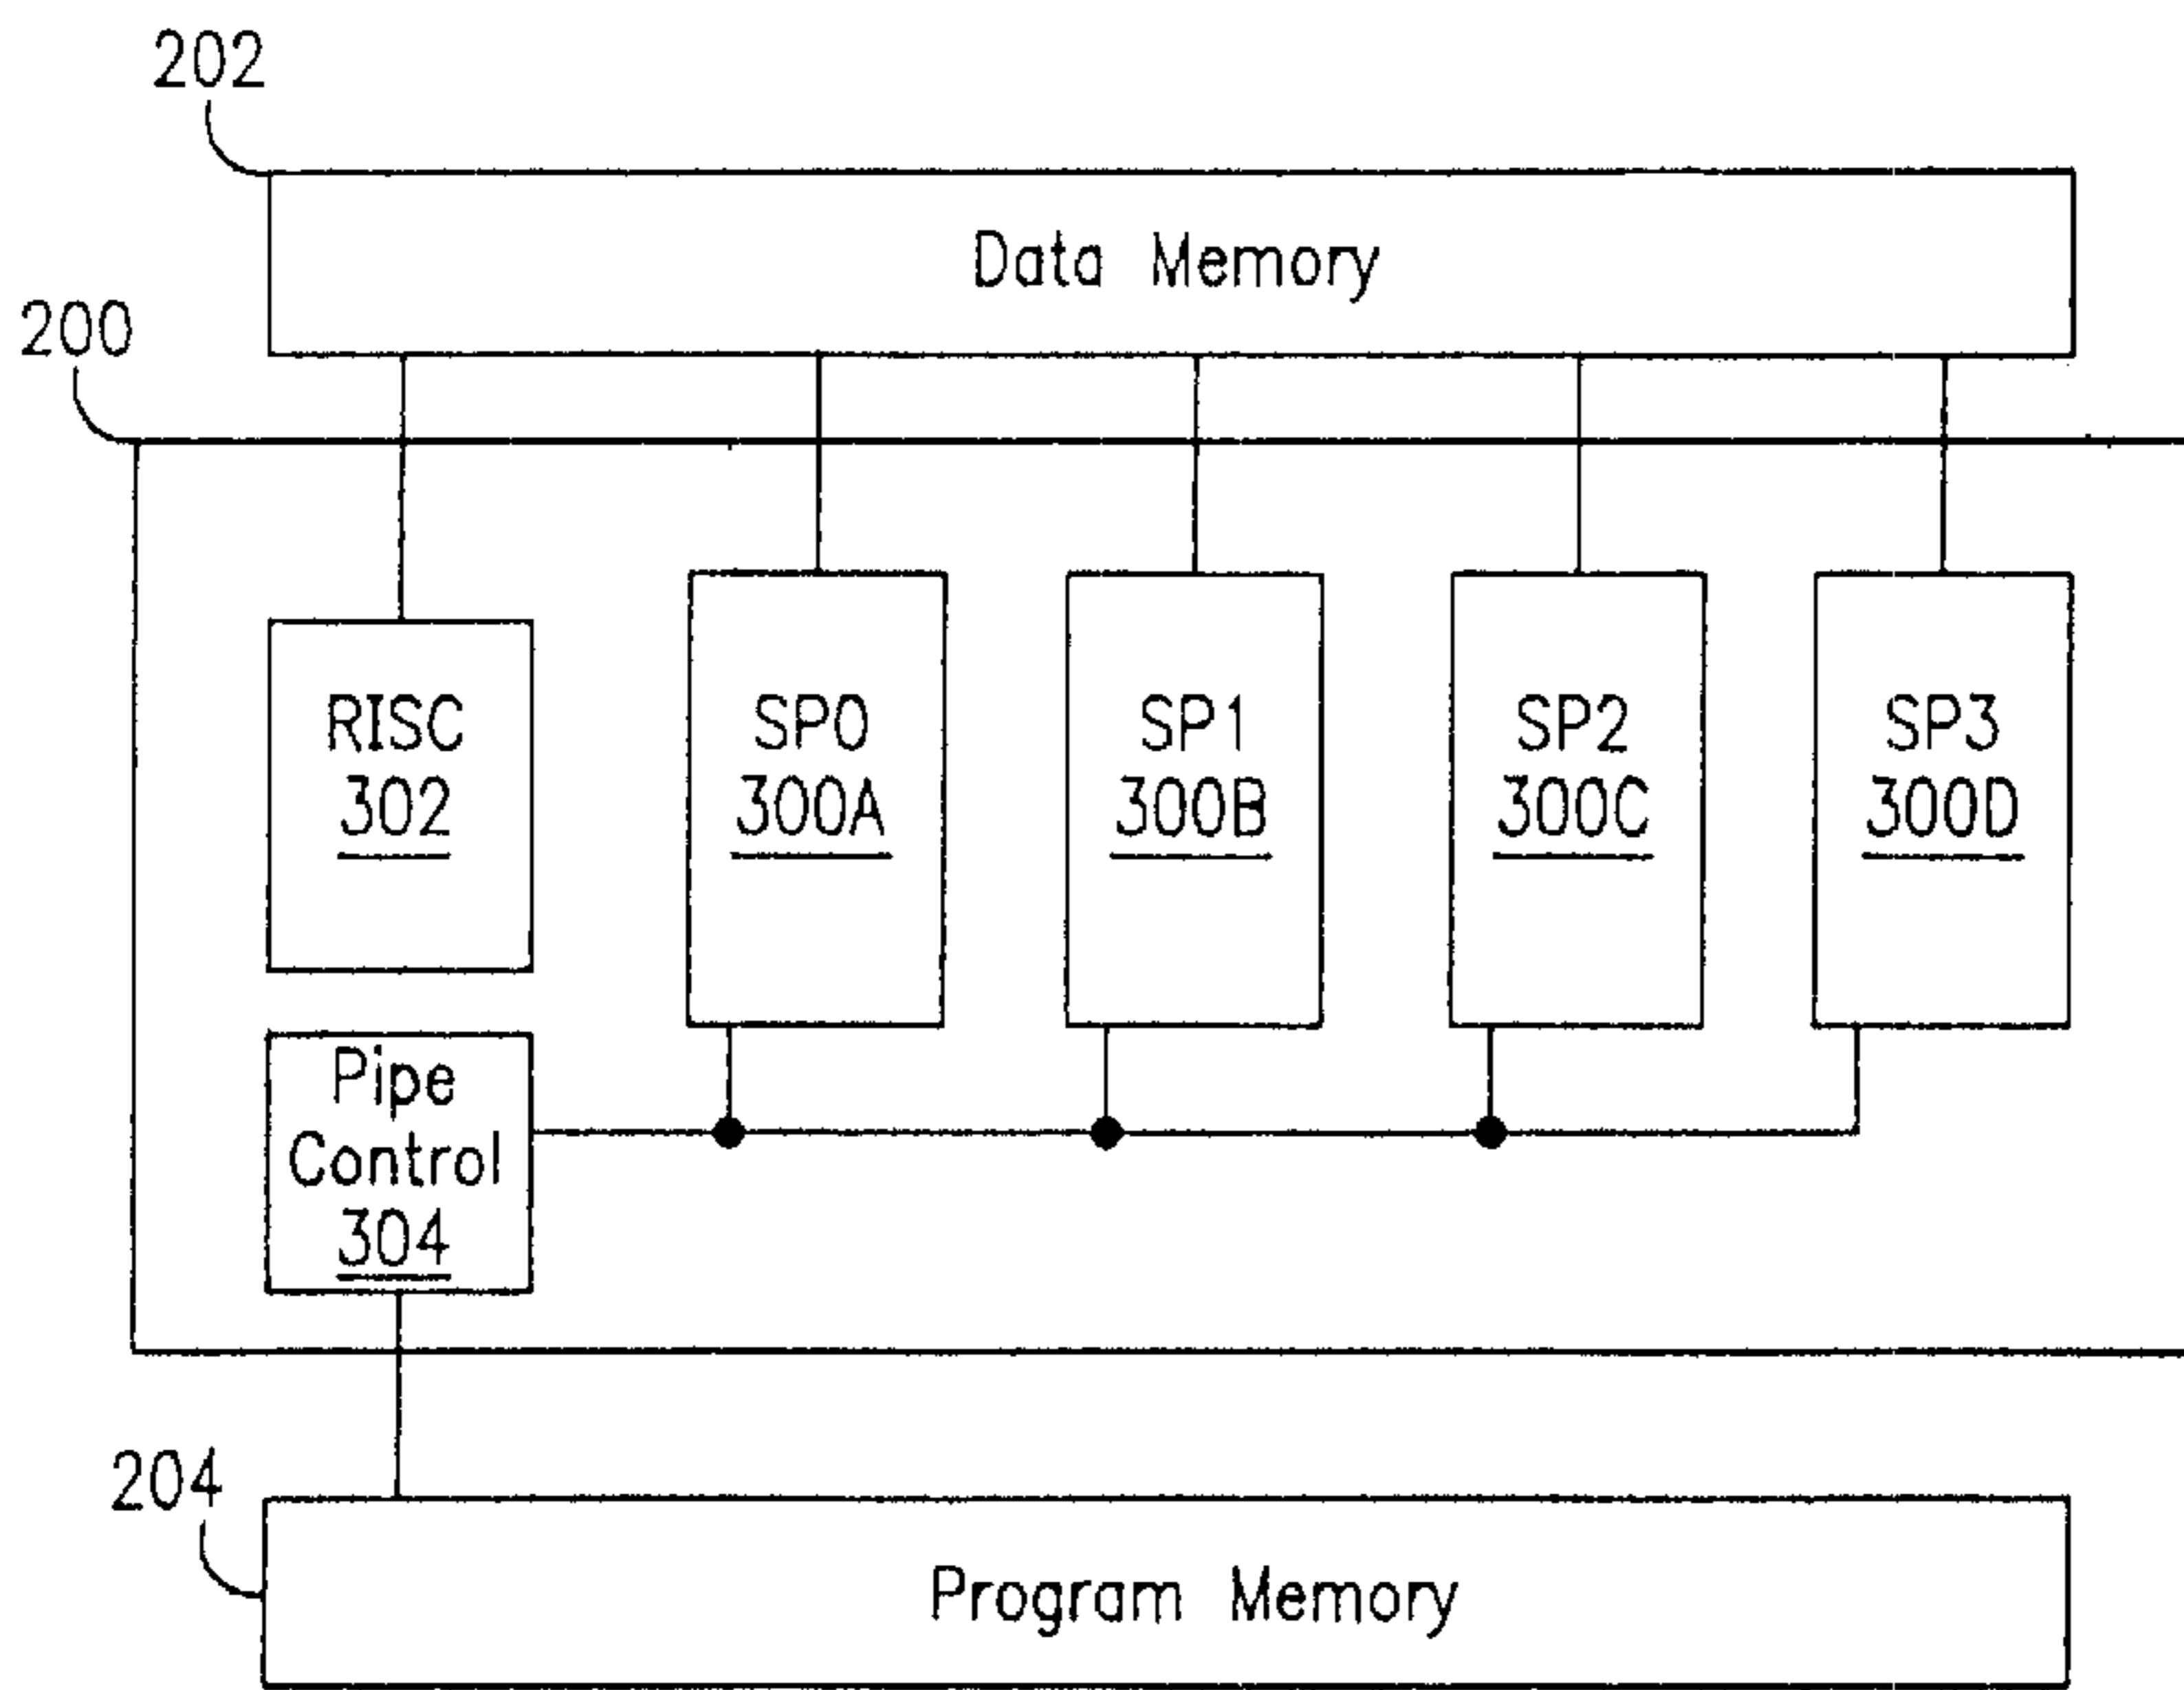 202
Data Memory
200
RISC
302
SP0
300A
SP1
300B
SP2
300C
SP3
300D
Pipe
Control
304
204
Program Memory